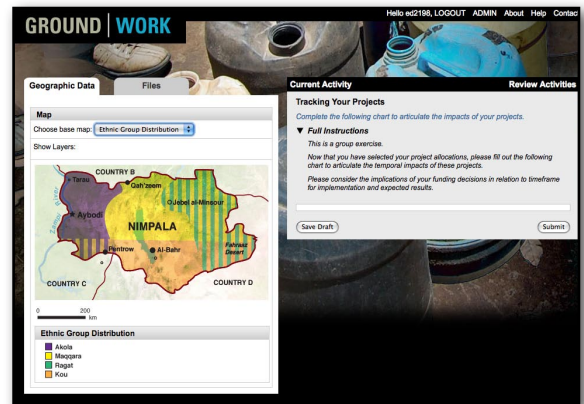 Hello ed2198, LOGOUT ADMIN About Help Contac
GROUND | WORK
Geographic Data
Files
Map
Choose base map: Ethnic Group Distribution
Show Layers:
COUNTRY B
Tarau
Qah'zeem
Zamor River
Jebel al-Minsour
Aybodi
NIMPALA
Pentrow
Al-Bahr
Fahraaz
Desert
COUNTRY C
COUNTRY D
0 200
km
Ethnic Group Distribution
Akola
Maqqara
Ragat
Kou
Current Activity Review Activities
Tracking Your Projects
Complete the following chart to articulate the impacts of your projects.
▼ Full Instructions
This is a group exercise.
Now that you have selected your project allocations, please fill out the following
chart to articulate the temporal impacts of these projects.
Please consider the implications of your funding decisions in relation to timeframe
for implementation and expected results.
Save Draft Submit